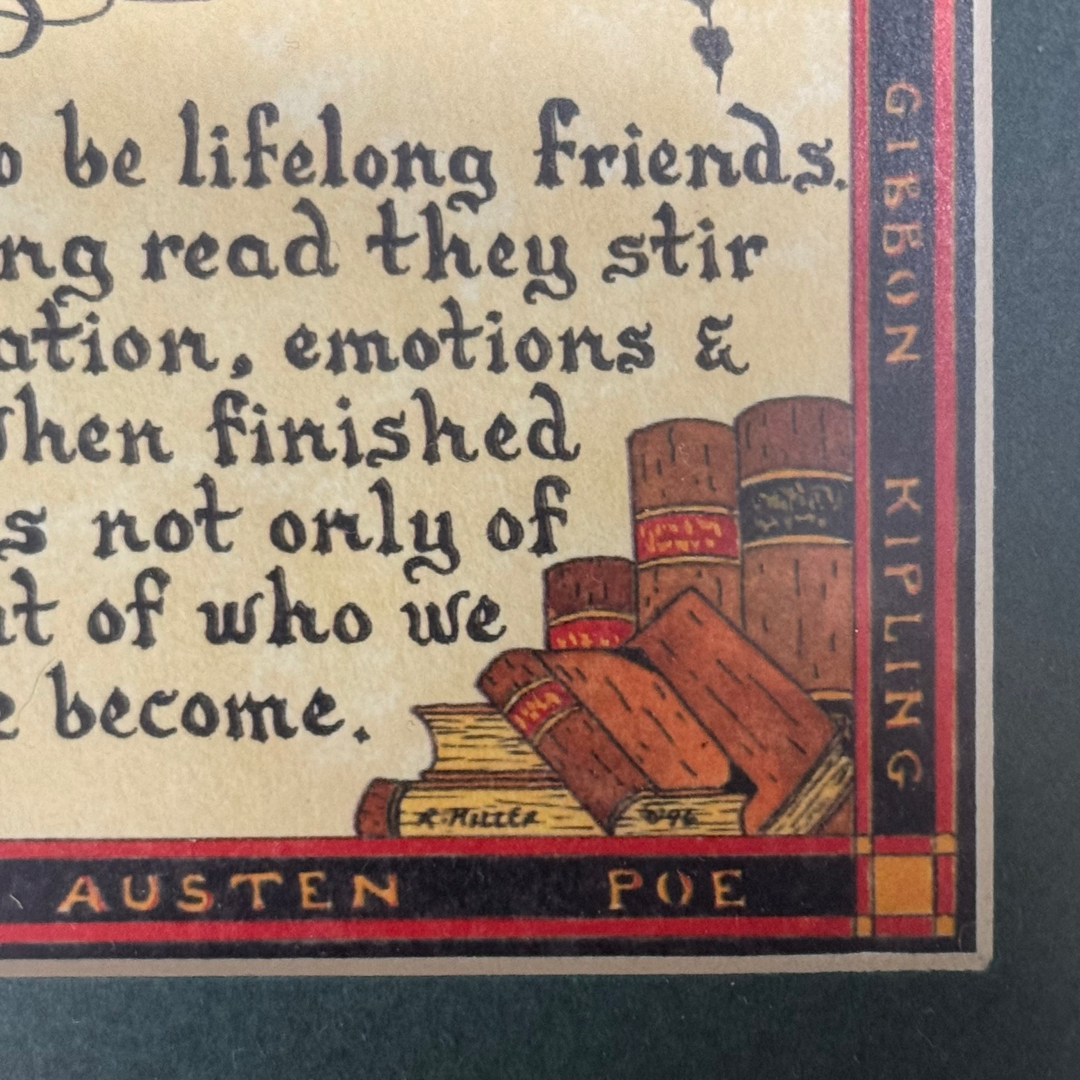 be lifelong friends.
read they stir
emotions &
finished
not only of
of who we
become.
R. MILLER
AUSTEN POE
GIBBON KIPLING